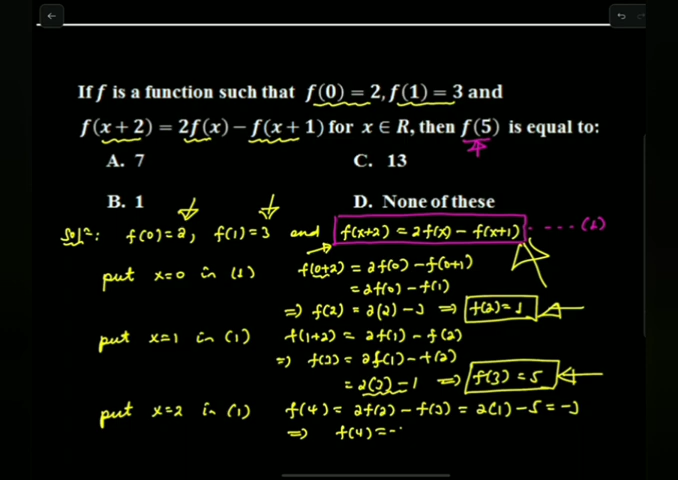 If f is a function such that f(0) = 2, f(1) = 3 and
f(x + 2) = 2f(x) − f(x + 1) for x ∈ R, then f(5) is equal to:
A. 7 C. 13
B. 1 D. None of these
Solⁿ: f(0)=2, f(1)=3 and f(x+2) = 2f(x) − f(x+1) ---- (1)
put x=0 in (1) f(0+2) = 2f(0) − f(0+1)
= 2f(0) − f(1)
⇒ f(2) = 2(2) − 3 ⇒ f(2) = 1
put x=1 in (1) f(1+2) = 2f(1) − f(2)
⇒ f(3) = 2f(1) − f(2)
= 2(3) − 1 ⇒ f(3) = 5
put x=2 in (1) f(4) = 2f(2) − f(3) = 2(1) − 5 = −3
⇒ f(4) = −